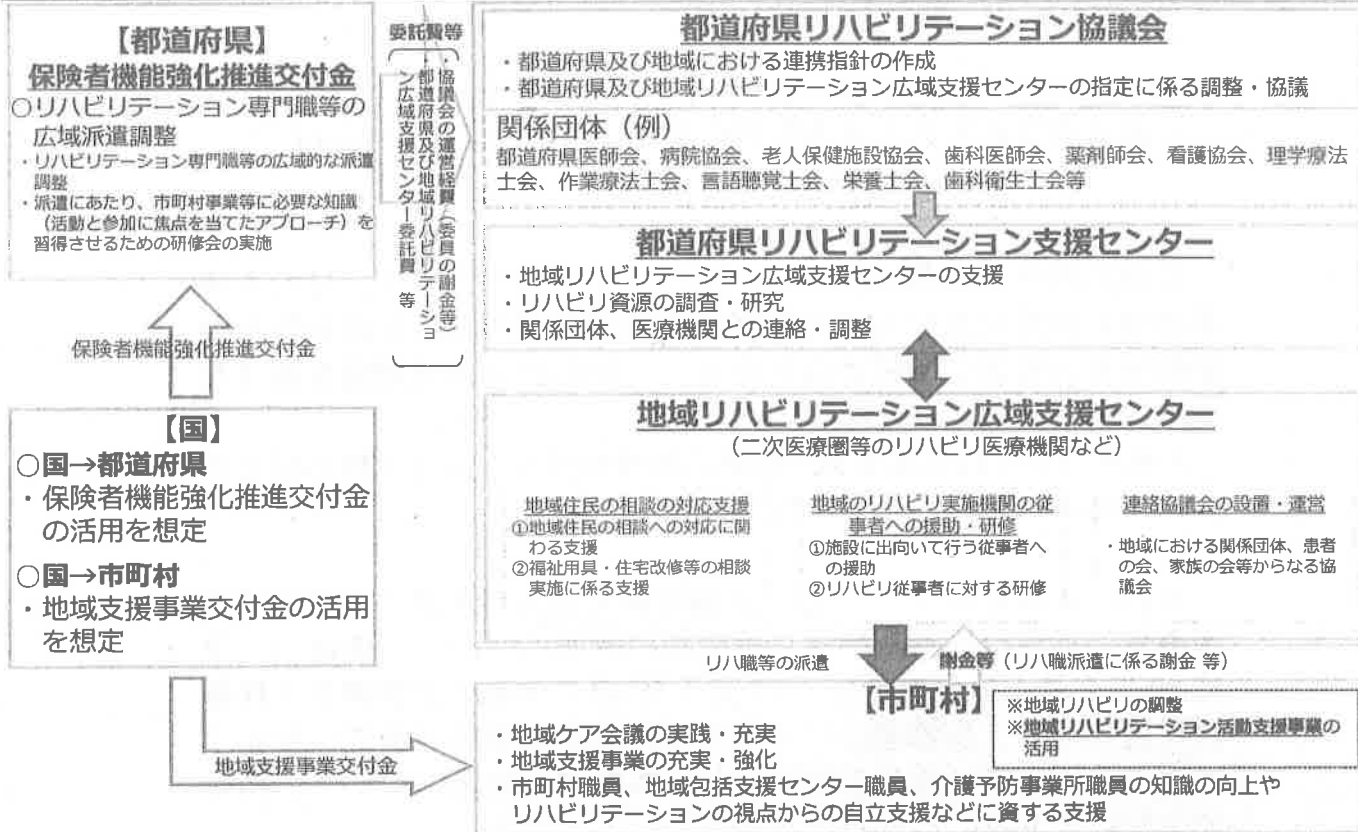 【都道府県】
保険者機能強化推進交付金
○リハビリテーション専門職等の
広域派遣調整
・リハビリテーション専門職等の広域的な派遣
調整
・派遣にあたり、市町村事業等に必要な知識
（活動と参加に焦点を当てたアプローチ）を
習得させるための研修会の実施
保険者機能強化推進交付金
【国】
○国→都道府県
・保険者機能強化推進交付金
の活用を想定
○国→市町村
・地域支援事業交付金の活用
を想定
地域支援事業交付金
委託費等
・協議会の運営経費（委員の謝金等）
・都道府県及び地域リハビリテーショ
ン広域支援センター委託費 等
都道府県リハビリテーション協議会
・都道府県及び地域における連携指針の作成
・都道府県及び地域リハビリテーション広域支援センターの指定に係る調整・協議
関係団体（例）
都道府県医師会、病院協会、老人保健施設協会、歯科医師会、薬剤師会、看護協会、理学療法
士会、作業療法士会、言語聴覚士会、栄養士会、歯科衛生士会等
都道府県リハビリテーション支援センター
・地域リハビリテーション広域支援センターの支援
・リハビリ資源の調査・研究
・関係団体、医療機関との連絡・調整
地域リハビリテーション広域支援センター
（二次医療圏等のリハビリ医療機関など）
地域住民の相談の対応支援
①地域住民の相談への対応に関
わる支援
②福祉用具・住宅改修等の相談
実施に係る支援
地域のリハビリ実施機関の従
事者への援助・研修
①施設に出向いて行う従事者へ
の援助
②リハビリ従事者に対する研修
連絡協議会の設置・運営
・地域における関係団体、患者
の会、家族の会等からなる協
議会
リハ職等の派遣
謝金等（リハ職派遣に係る謝金 等）
【市町村】
※地域リハビリの調整
※地域リハビリテーション活動支援事業の
活用
・地域ケア会議の実践・充実
・地域支援事業の充実・強化
・市町村職員、地域包括支援センター職員、介護予防事業所職員の知識の向上や
リハビリテーションの視点からの自立支援などに資する支援